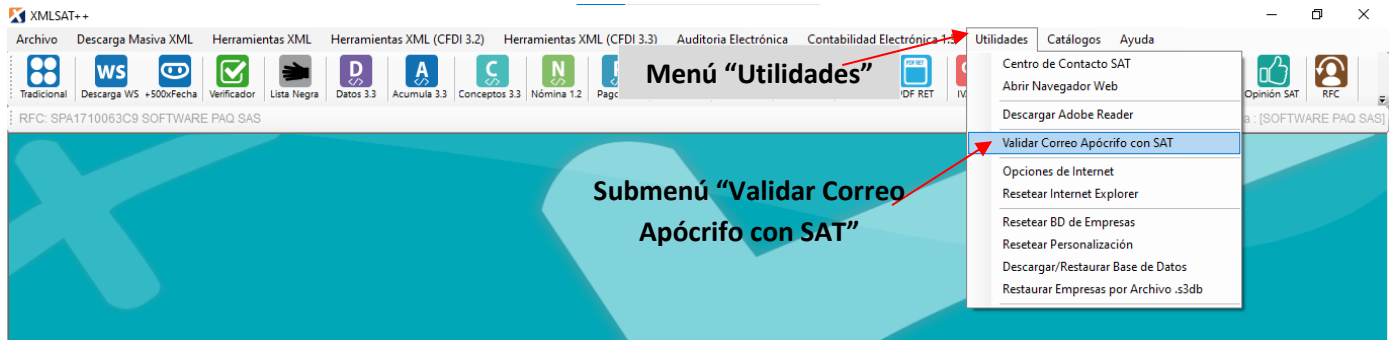 XMLSAT++
Archivo Descarga Masiva XML Herramientas XML Herramientas XML (CFDI 3.2) Herramientas XML (CFDI 3.3) Auditoria Electrónica Contabilidad Electrónica Utilidades Catálogos Ayuda
Tradicional Descarga WS +500xFecha Verificador Lista Negra Datos 3.3 Acumula 3.3 Conceptos 3.3 Nómina 1.2 Opinión SAT RFC
WS D A C N
Menú “Utilidades”
RFC: SPA1710063C9 SOFTWARE PAQ SAS
: [SOFTWARE PAQ SAS]
Centro de Contacto SAT
Abrir Navegador Web
Descargar Adobe Reader
Validar Correo Apócrifo con SAT
Opciones de Internet
Resetear Internet Explorer
Resetear BD de Empresas
Resetear Personalización
Descargar/Restaurar Base de Datos
Restaurar Empresas por Archivo .s3db
Submenú “Validar Correo
Apócrifo con SAT”